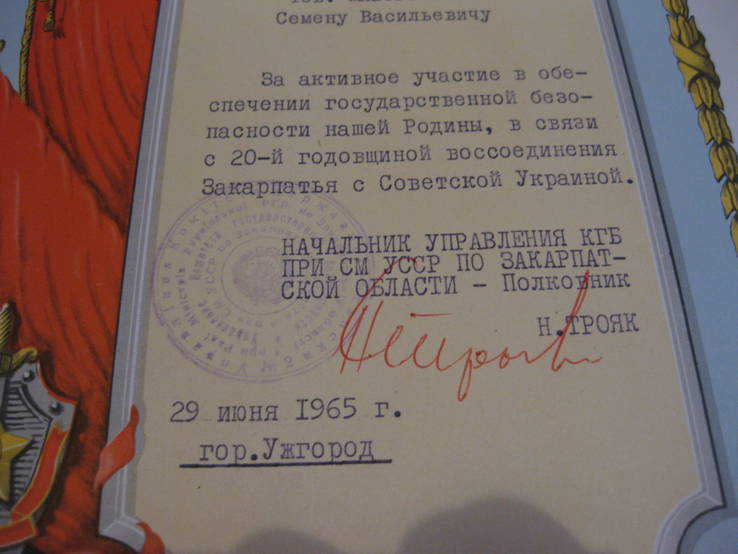 Семену Васильевичу
За активное участие в обе-
спечении государственной безо-
пасности нашей Родины, в связи
с 20-й годовщиной воссоединения
Закарпатья с Советской Украиной.
НАЧАЛЬНИК УПРАВЛЕНИЯ КГБ
ПРИ СМ УССР ПО ЗАКАРПАТ-
СКОЙ ОБЛАСТИ - Полковник
Н.ТРОЯК
29 июня 1965 г.
гор.Ужгород